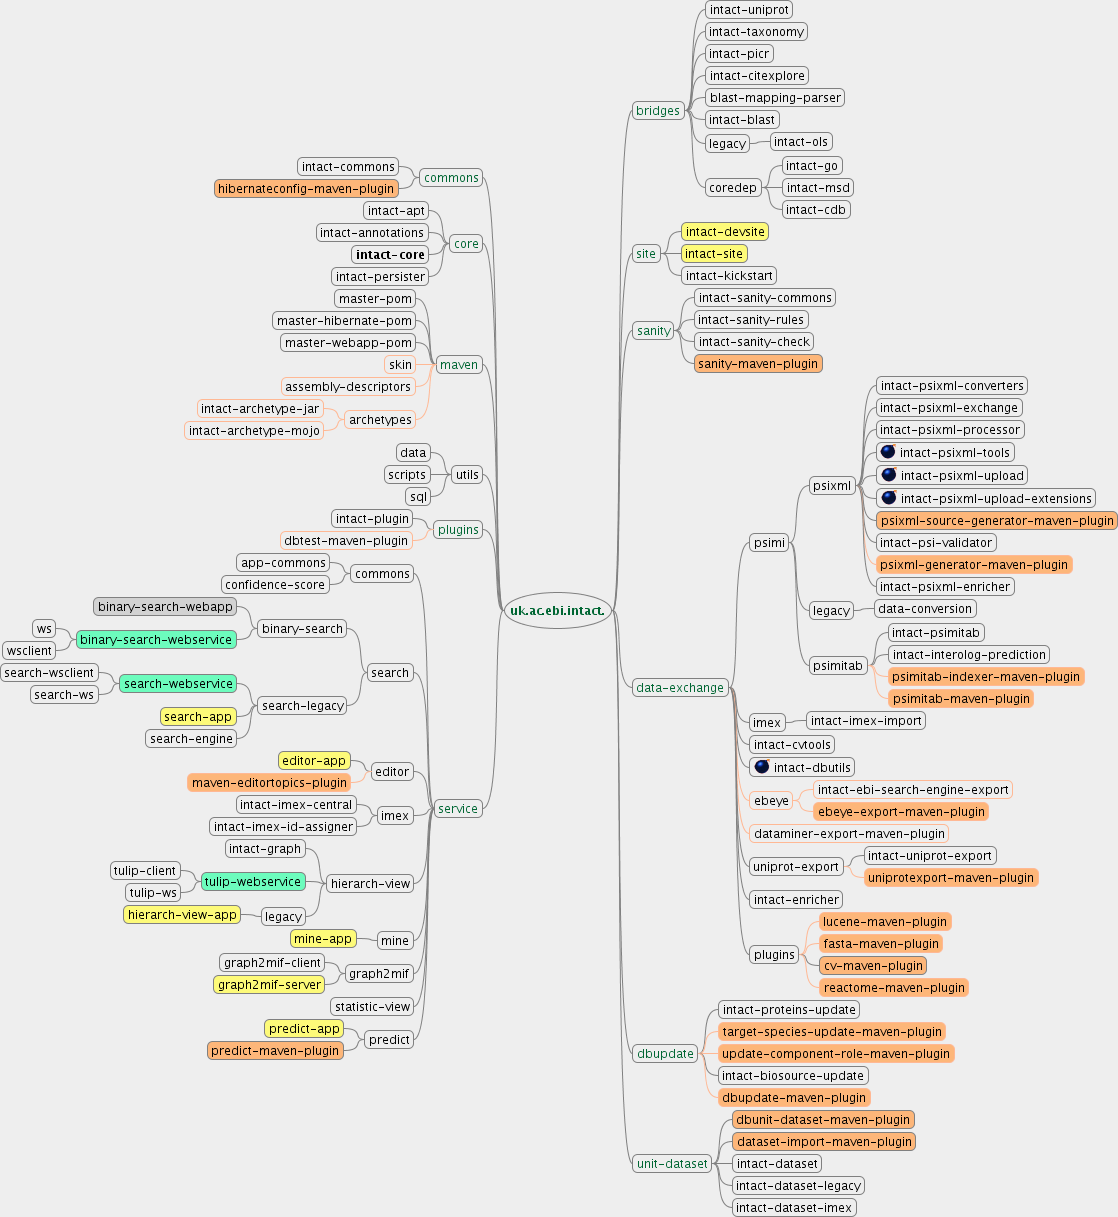 uk.ac.ebi.intact.
commons
intact-commons
hibernateconfig-maven-plugin
core
intact-apt
intact-annotations
intact-core
intact-persister
maven
master-pom
master-hibernate-pom
master-webapp-pom
skin
assembly-descriptors
archetypes
intact-archetype-jar
intact-archetype-mojo
utils
data
scripts
sql
plugins
intact-plugin
dbtest-maven-plugin
service
commons
app-commons
confidence-score
search
binary-search
binary-search-webapp
binary-search-webservice
ws
wsclient
search-legacy
search-webservice
search-wsclient
search-ws
search-app
search-engine
editor
editor-app
maven-editortopics-plugin
imex
intact-imex-central
intact-imex-id-assigner
hierarch-view
intact-graph
tulip-webservice
tulip-client
tulip-ws
legacy
hierarch-view-app
mine
mine-app
graph2mif
graph2mif-client
graph2mif-server
statistic-view
predict
predict-app
predict-maven-plugin
bridges
intact-uniprot
intact-taxonomy
intact-picr
intact-citexplore
blast-mapping-parser
intact-blast
legacy
intact-ols
coredep
intact-go
intact-msd
intact-cdb
site
intact-devsite
intact-site
intact-kickstart
sanity
intact-sanity-commons
intact-sanity-rules
intact-sanity-check
sanity-maven-plugin
data-exchange
psimi
psixml
intact-psixml-converters
intact-psixml-exchange
intact-psixml-processor
intact-psixml-tools
intact-psixml-upload
intact-psixml-upload-extensions
psixml-source-generator-maven-plugin
intact-psi-validator
psixml-generator-maven-plugin
intact-psixml-enricher
legacy
data-conversion
psimitab
intact-psimitab
intact-interolog-prediction
psimitab-indexer-maven-plugin
psimitab-maven-plugin
imex
intact-imex-import
intact-cvtools
intact-dbutils
ebeye
intact-ebi-search-engine-export
ebeye-export-maven-plugin
dataminer-export-maven-plugin
uniprot-export
intact-uniprot-export
uniprotexport-maven-plugin
intact-enricher
plugins
lucene-maven-plugin
fasta-maven-plugin
cv-maven-plugin
reactome-maven-plugin
dbupdate
intact-proteins-update
target-species-update-maven-plugin
update-component-role-maven-plugin
intact-biosource-update
dbupdate-maven-plugin
unit-dataset
dbunit-dataset-maven-plugin
dataset-import-maven-plugin
intact-dataset
intact-dataset-legacy
intact-dataset-imex